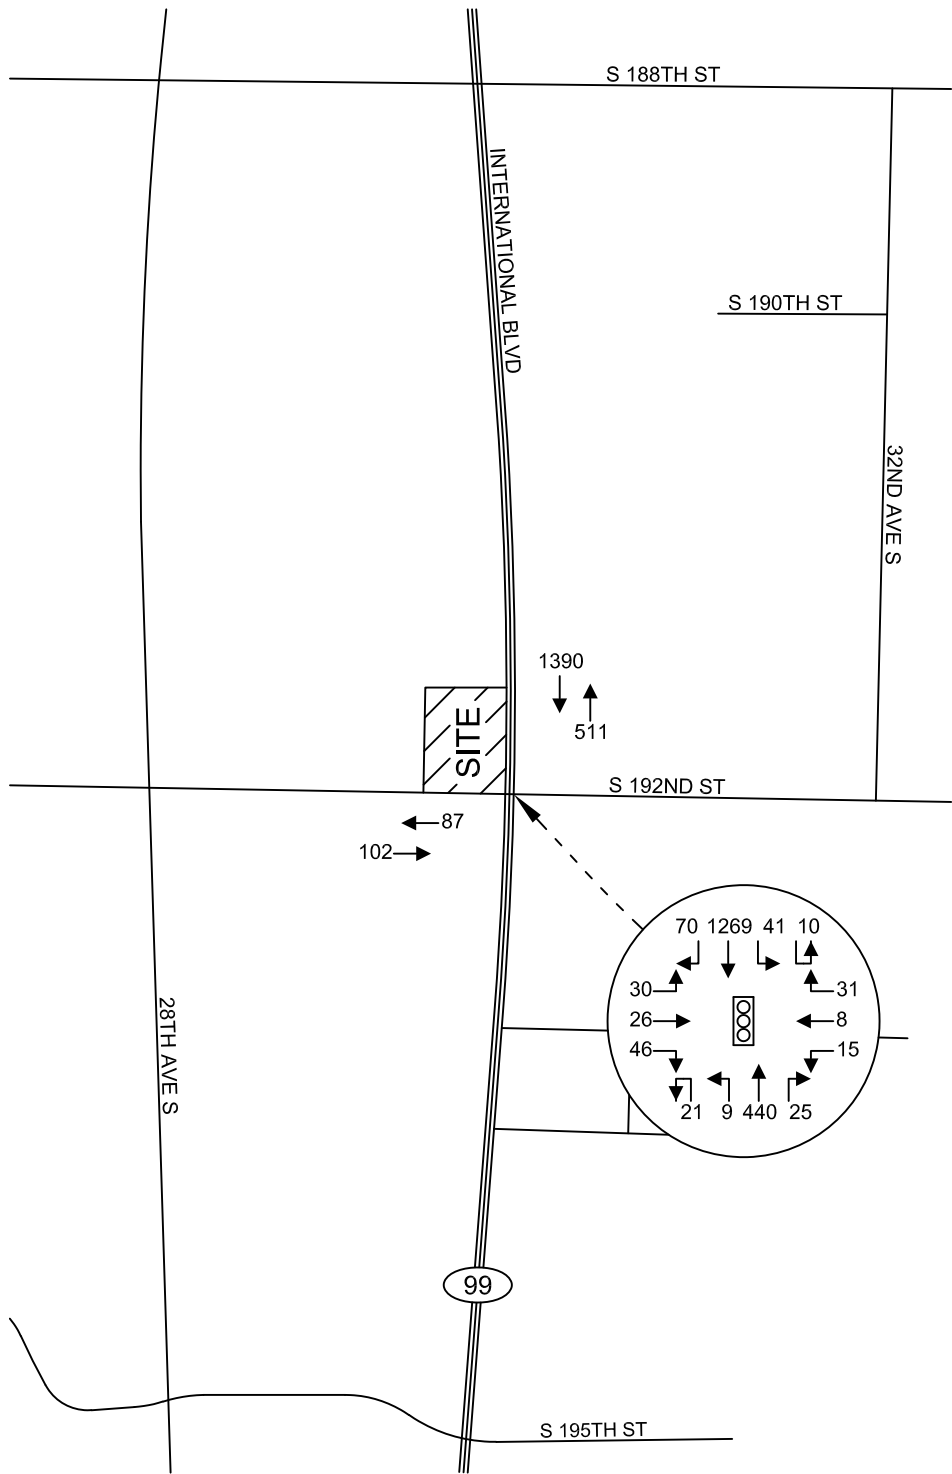 S 188TH ST
INTERNATIONAL BLVD
S 190TH ST
32ND AVE S
1390
511
SITE
S 192ND ST
87
102
70 1269 41 10
30 31
26 8
46 15
21 9 440 25
28TH AVE S
99
S 195TH ST